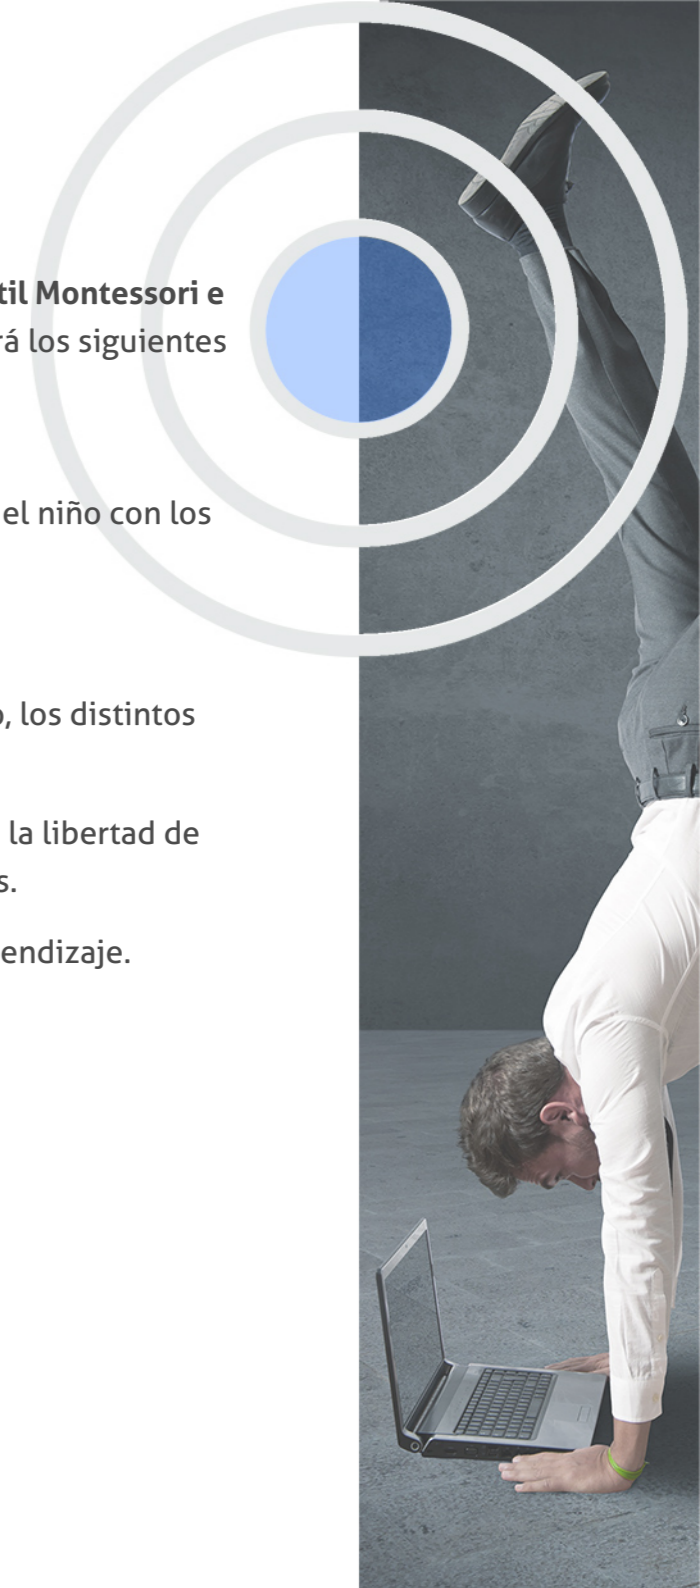 til Montessori e
rá los siguientes
el niño con los
, los distintos
la libertad de
s.
endizaje.